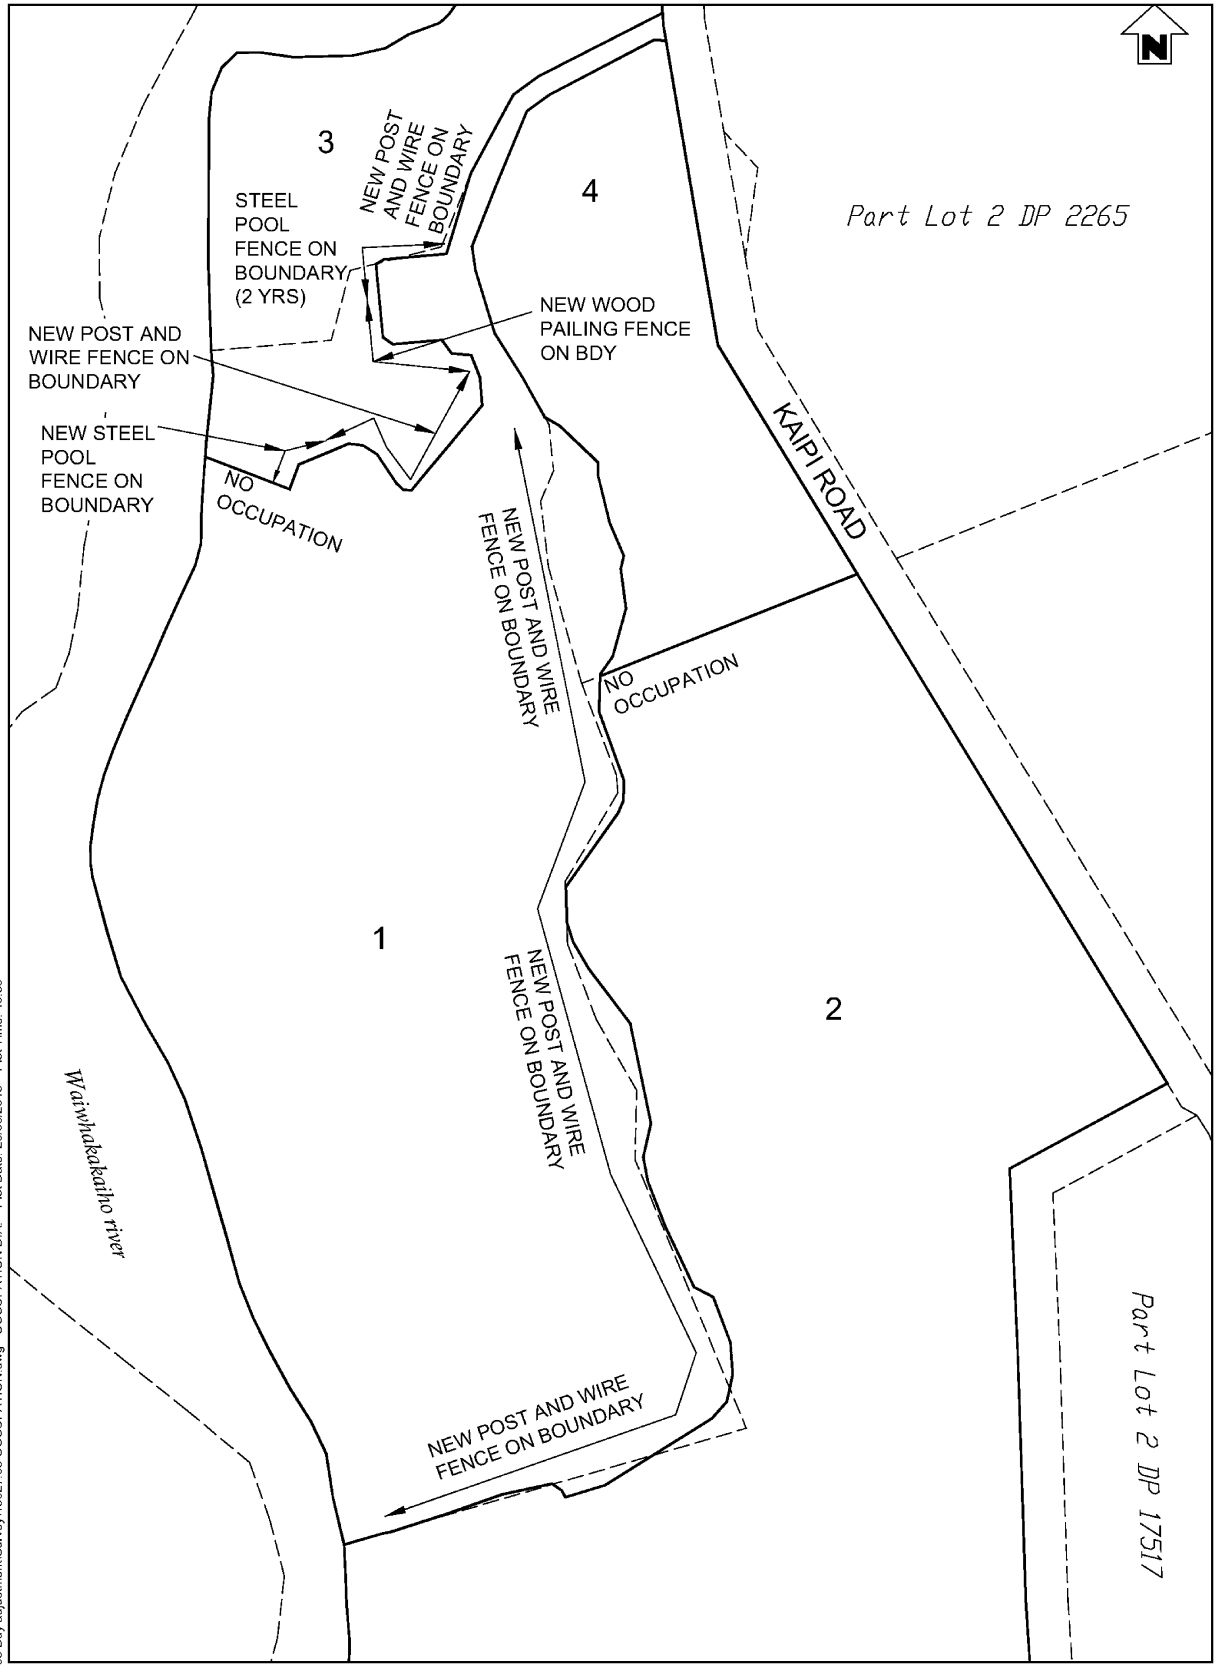 N
3
NEW POST
AND WIRE
FENCE ON
BOUNDARY
4
STEEL
POOL
FENCE ON
BOUNDARY
(2 YRS)
Part Lot 2 DP 2265
NEW WOOD
PAILING FENCE
ON BDY
NEW POST AND
WIRE FENCE ON
BOUNDARY
NEW STEEL
POOL
FENCE ON
BOUNDARY
NO
OCCUPATION
KAIPI ROAD
NEW POST AND WIRE
FENCE ON BOUNDARY
NO
OCCUPATION
1
NEW POST AND WIRE
FENCE ON BOUNDARY
2
Waiwhakakaiho river
Part Lot 2 DP 17517
NEW POST AND WIRE
FENCE ON BOUNDARY